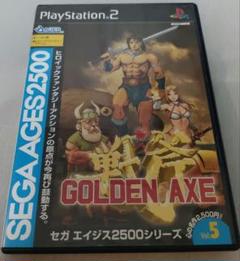 PlayStation 2
SEGA AGES 2500
ヒロイックファンタジーアクションの原点が今再び鼓動する。
戦斧
GOLDEN AXE
セガ エイジス2500シリーズ
Vol. 5